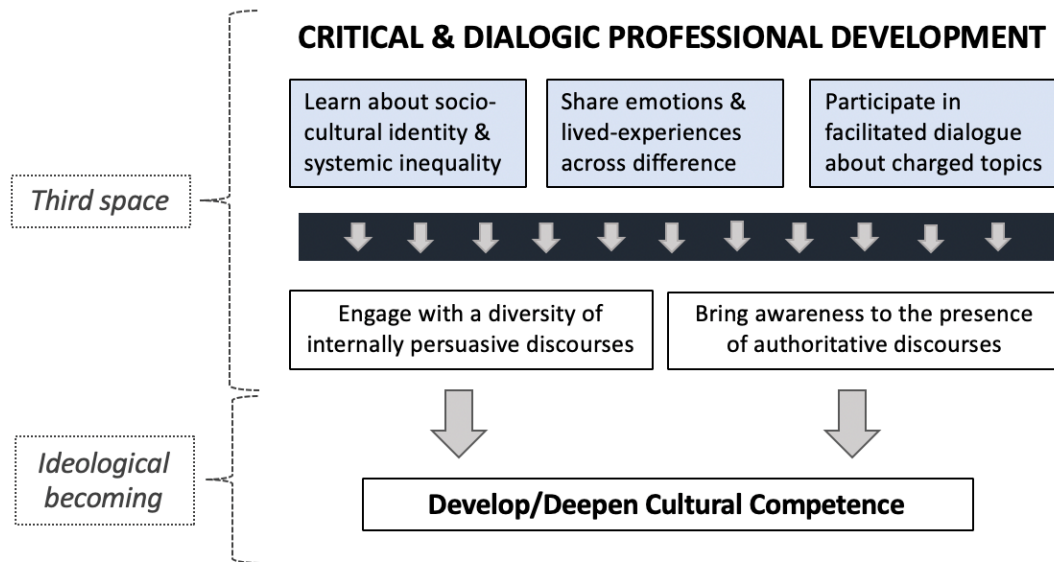 CRITICAL & DIALOGIC PROFESSIONAL DEVELOPMENT
Learn about socio-
cultural identity &
systemic inequality
Share emotions &
lived-experiences
across difference
Participate in
facilitated dialogue
about charged topics
Third space
Engage with a diversity of
internally persuasive discourses
Bring awareness to the presence
of authoritative discourses
Ideological
becoming
Develop/Deepen Cultural Competence